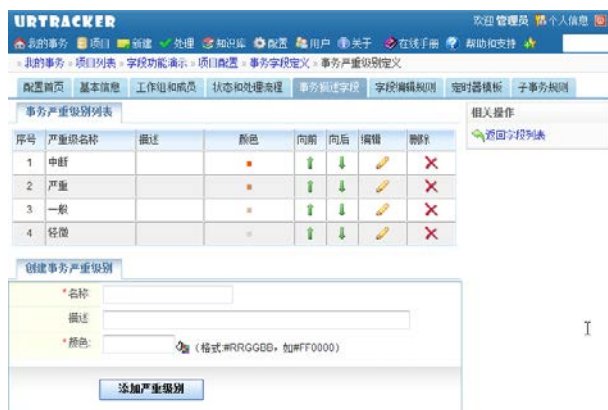 URTRACKER 欢迎 管理员 个人信息
我的事务 项目 新建 处理 知识库 配置 用户 关于 在线手册 帮助和支持
我的事务 项目列表 字段功能演示 项目配置 事务字段定义 事务严重级别定义
配置首页 基本信息 工作组和成员 状态和处理流程 事务描述字段 字段编辑规则 定时器模板 子事务规则
事务严重级别列表 相关操作
返回字段列表
序号 严重级名称 描述 颜色 向前 向后 编辑 删除
1 中断
2 严重
3 一般
4 轻微
创建事务严重级别
*名称:
描述
*颜色: (格式:#RRGGBB，如#FF0000)
添加严重级别